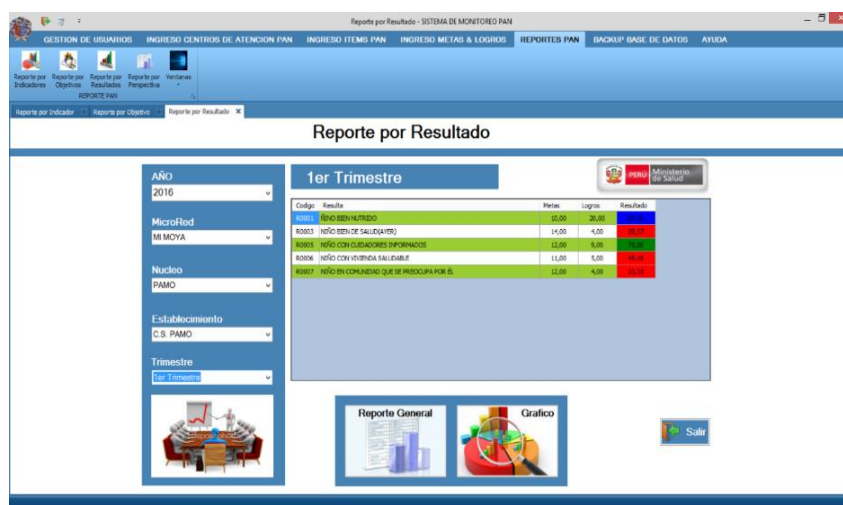 Reporte por Resultado - SISTEMA DE MONITOREO PAN
GESTION DE USUARIOS INGRESO CENTROS DE ATENCION PAN INGRESO ITEMS PAN INGRESO METAS & LOGROS REPORTES PAN BACKUP BASE DE DATOS AYUDA
Reporte por Indicadores Reporte por Objetivos Reporte por Resultados Reporte por Perspectiva Ventanas
REPORTE PAN
Reporte por Indicador Reporte por Objetivo Reporte por Resultado
Reporte por Resultado
AÑO
2016
MicroRed
MI MOYA
Nucleo
PAMO
Establecimiento
C.S. PAMO
Trimestre
1er Trimestre
1er Trimestre
PERÚ Ministerio de Salud
Codigo Resulta Metas Logros Resultado
R0001 ÑINO BIEN NUTRIDO 10,00 20,00
R0003 NIÑO BIEN DE SALUD(AYER) 14,00 4,00
R0005 NIÑO CON CUIDADORES INFORMADOS 12,00 9,00 75,00
R0006 NIÑO CON VIVIENDA SALUDABLE 11,00 5,00
R0007 NIÑO EN COMUNIDAD QUE SE PREOCUPA POR ÉL 12,00 4,00
Reporte General
Grafico
Salir